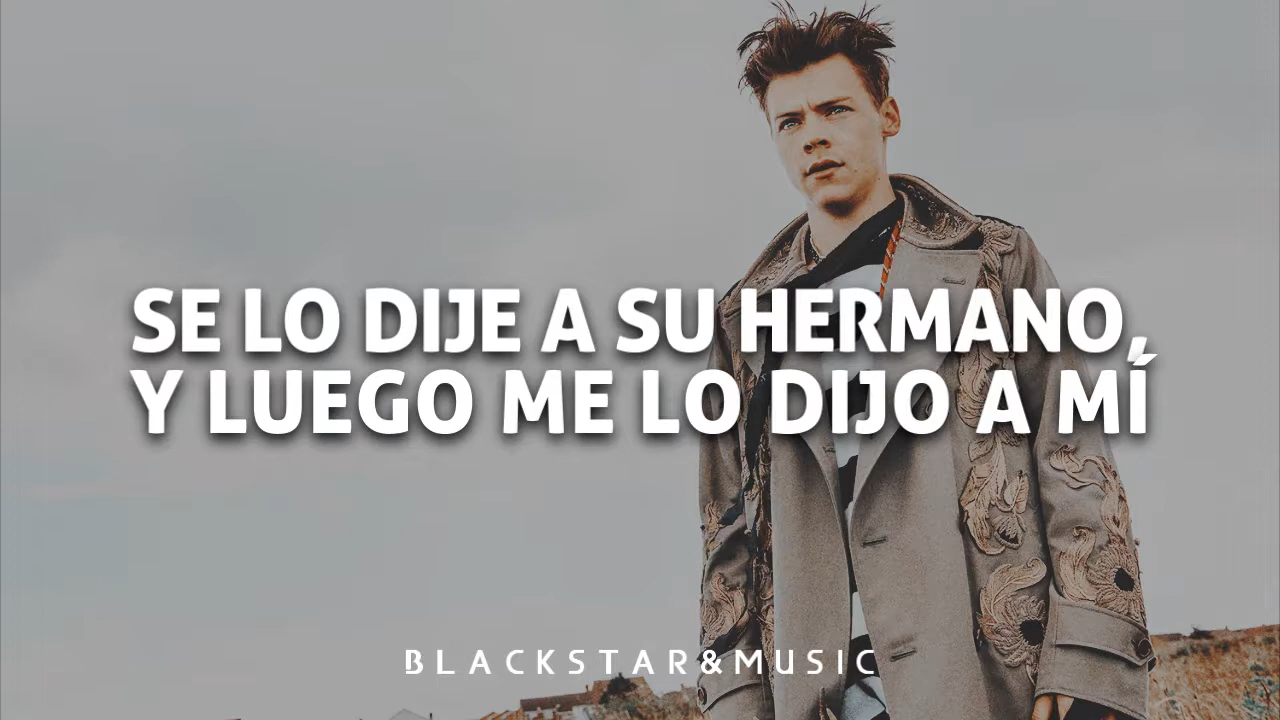 SE LO DIJE A SU HERMANO,
Y LUEGO ME LO DIJO A MÍ
BLACKSTAR&MUSIC